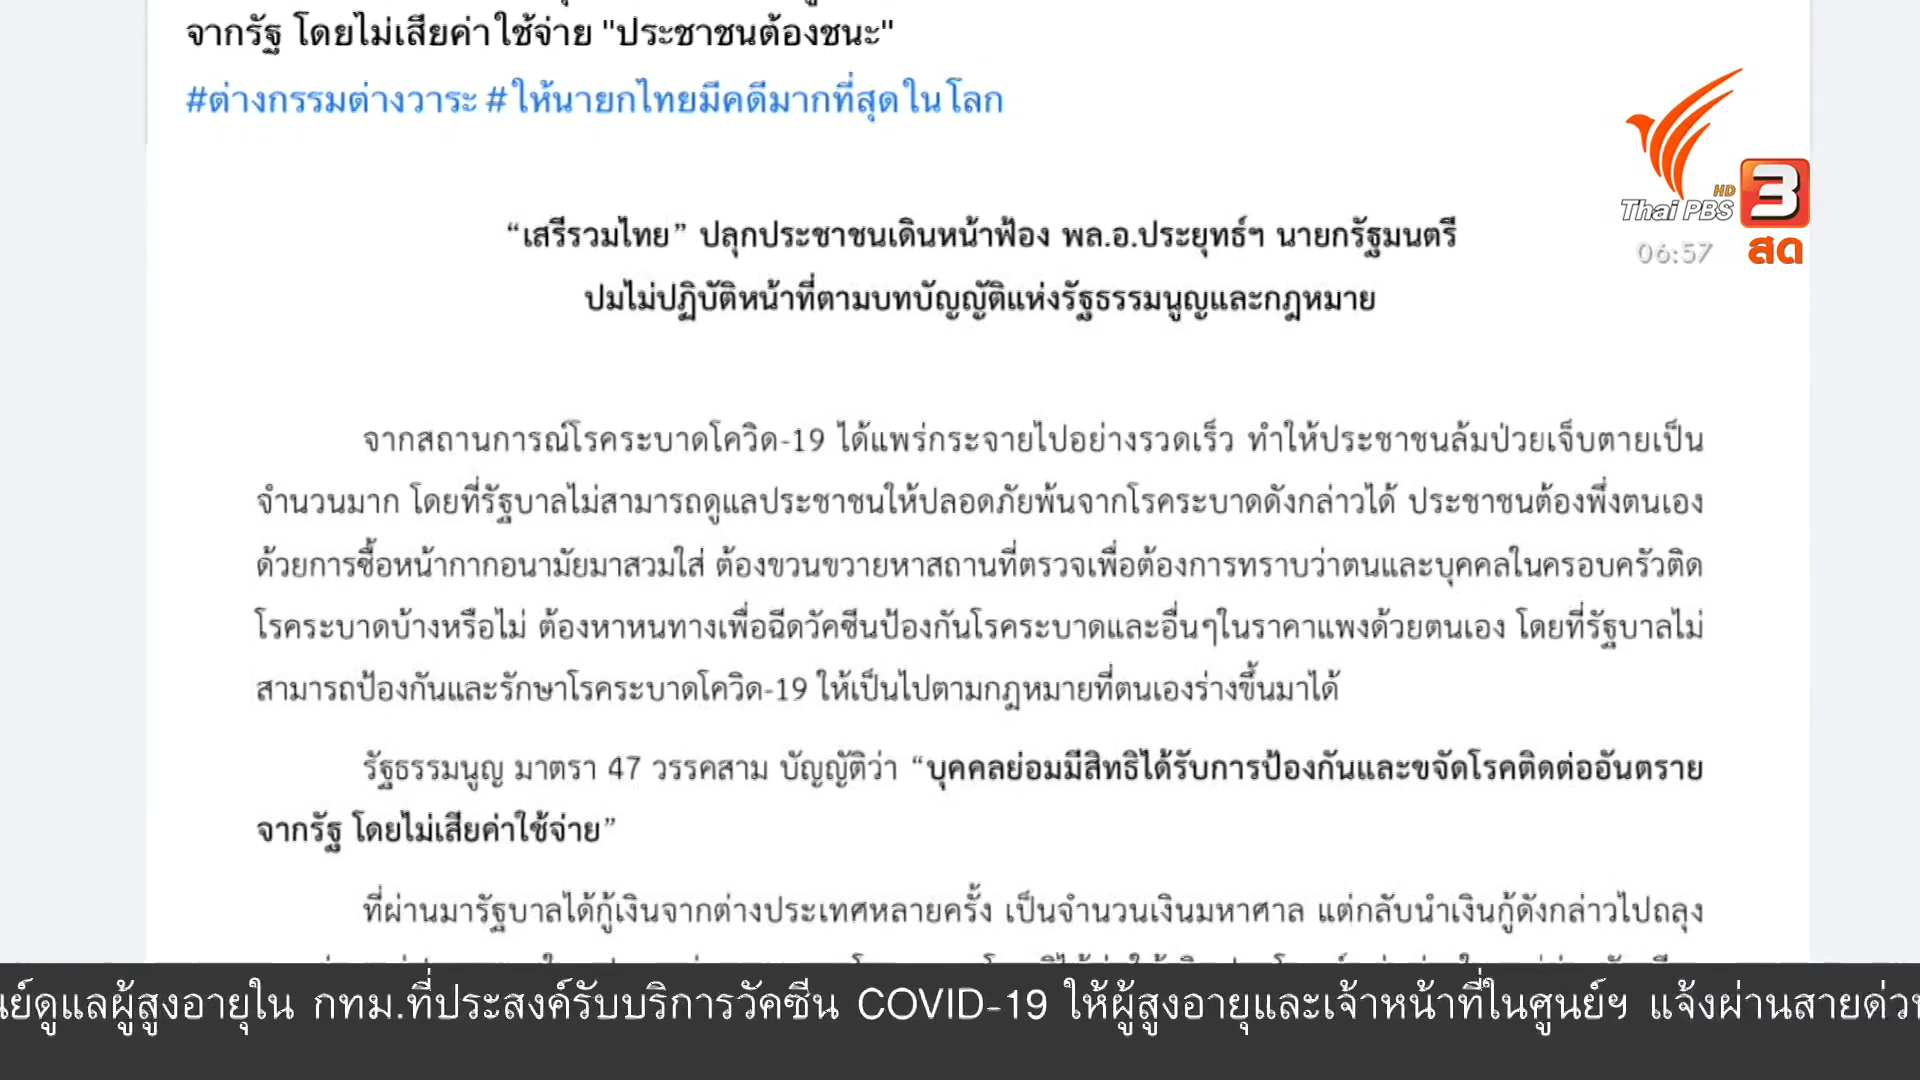 จากรัฐ โดยไม่เสียค่าใช้จ่าย "ประชาชนต้องชนะ"
#ต่างกรรมต่างวาระ #ให้นายกไทยมีคดีมากที่สุดในโลก
HD
Thai PBS 3
06:57 สด
“เสรีรวมไทย” ปลุกประชาชนเดินหน้าฟ้อง พล.อ.ประยุทธ์ฯ นายกรัฐมนตรี
ปมไม่ปฏิบัติหน้าที่ตามบทบัญญัติแห่งรัฐธรรมนูญและกฎหมาย
จากสถานการณ์โรคระบาดโควิด-19 ได้แพร่กระจายไปอย่างรวดเร็ว ทำให้ประชาชนล้มป่วยเจ็บตายเป็น
จำนวนมาก โดยที่รัฐบาลไม่สามารถดูแลประชาชนให้ปลอดภัยพ้นจากโรคระบาดดังกล่าวได้ ประชาชนต้องพึ่งตนเอง
ด้วยการซื้อหน้ากากอนามัยมาสวมใส่ ต้องขวนขวายหาสถานที่ตรวจเพื่อต้องการทราบว่าตนและบุคคลในครอบครัวติด
โรคระบาดบ้างหรือไม่ ต้องหาหนทางเพื่อฉีดวัคซีนป้องกันโรคระบาดและอื่นๆในราคาแพงด้วยตนเอง โดยที่รัฐบาลไม่
สามารถป้องกันและรักษาโรคระบาดโควิด-19 ให้เป็นไปตามกฎหมายที่ตนเองร่างขึ้นมาได้
รัฐธรรมนูญ มาตรา 47 วรรคสาม บัญญัติว่า “บุคคลย่อมมีสิทธิได้รับการป้องกันและขจัดโรคติดต่ออันตราย
จากรัฐ โดยไม่เสียค่าใช้จ่าย”
ที่ผ่านมารัฐบาลได้กู้เงินจากต่างประเทศหลายครั้ง เป็นจำนวนเงินมหาศาล แต่กลับนำเงินกู้ดังกล่าวไปถลุง
นย์ดูแลผู้สูงอายุใน กทม.ที่ประสงค์รับบริการวัคซีน COVID-19 ให้ผู้สูงอายุและเจ้าหน้าที่ในศูนย์ฯ แจ้งผ่านสายด่ว